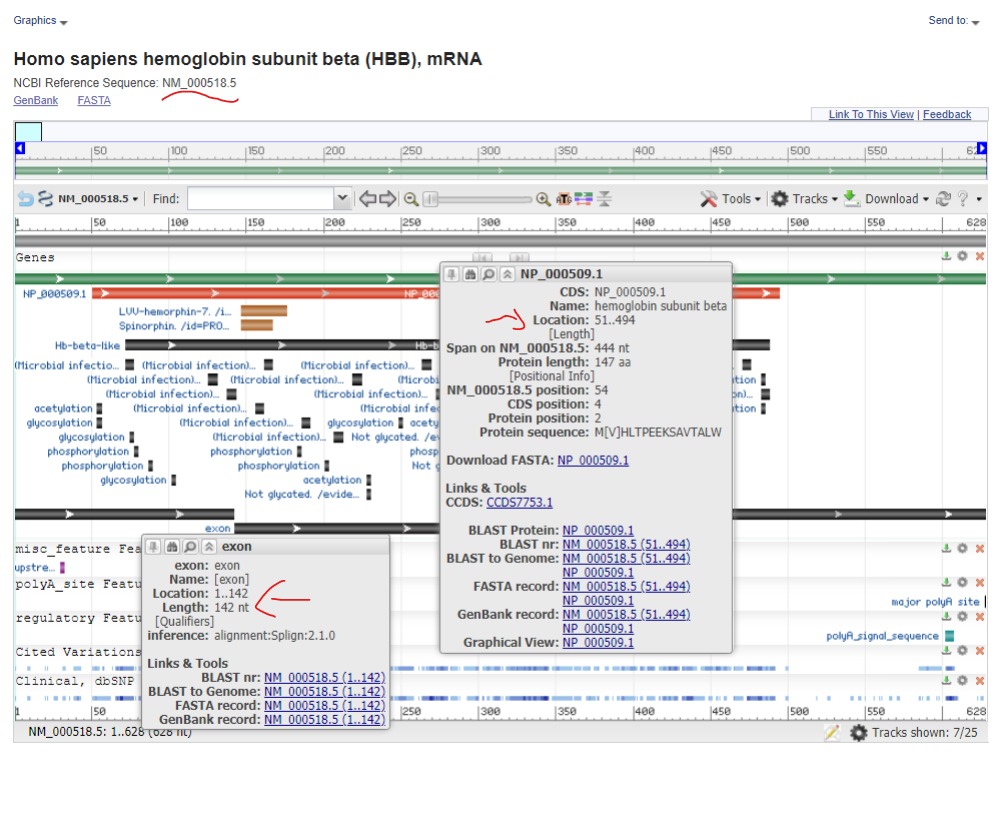 Graphics
Send to:
Homo sapiens hemoglobin subunit beta (HBB), mRNA
NCBI Reference Sequence: NM_000518.5
GenBank FASTA
Link To This View | Feedback
50 100 150 200 250 300 350 400 450 500 550
NM_000518.5 Find: Tools Tracks Download ?
1 50 100 150 200 250 300 350 400 450 500 550 628
Genes
NP_000509.1
LVV-hemorphin-7. /i...
Spinorphin. /id=PRO...
Hb-beta-like
(Microbial infectio... (Microbial infection)... (Microbial infection)...
(Microbial infection)... (Microbial infection)...
(Microbial infection)... (Microbial infection)...
acetylation (Microbial infection)...
glycosylation (Microbial infection)... glycosylation
glycosylation (Microbial infection)... Not glycated. /ev
phosphorylation phosphorylation
phosphorylation phosphorylation Not g
glycosylation acetylation
Not glycated. /evide...
exon
NP_000509.1
CDS: NP_000509.1
Name: hemoglobin subunit beta
Location: 51..494
[Length]
Span on NM_000518.5: 444 nt
Protein length: 147 aa
[Positional Info]
NM_000518.5 position: 54
CDS position: 4
Protein position: 2
Protein sequence: M[V]HLTPEEKSAVTALW
Download FASTA: NP_000509.1
Links & Tools
CCDS: CCDS7753.1
BLAST Protein: NP_000509.1
BLAST nr: NM_000518.5 (51..494)
BLAST to Genome: NM_000518.5 (51..494)
NP_000509.1
FASTA record: NM_000518.5 (51..494)
NP_000509.1
GenBank record: NM_000518.5 (51..494)
NP_000509.1
Graphical View: NP_000509.1
misc_feature Fea
upstre...
polyA_site Featu
major polyA site
regulatory Featu
polyA_signal_sequence
Cited Variations
Clinical, dbSNP
exon
exon: exon
Name: [exon]
Location: 1..142
Length: 142 nt
[Qualifiers]
inference: alignment:Splign:2.1.0
Links & Tools
BLAST nr: NM_000518.5 (1..142)
BLAST to Genome: NM_000518.5 (1..142)
FASTA record: NM_000518.5 (1..142)
GenBank record: NM_000518.5 (1..142)
1 50 250 300 350 400 450 500 550 628
NM_000518.5: 1..628 (628 nt)
Tracks shown: 7/25